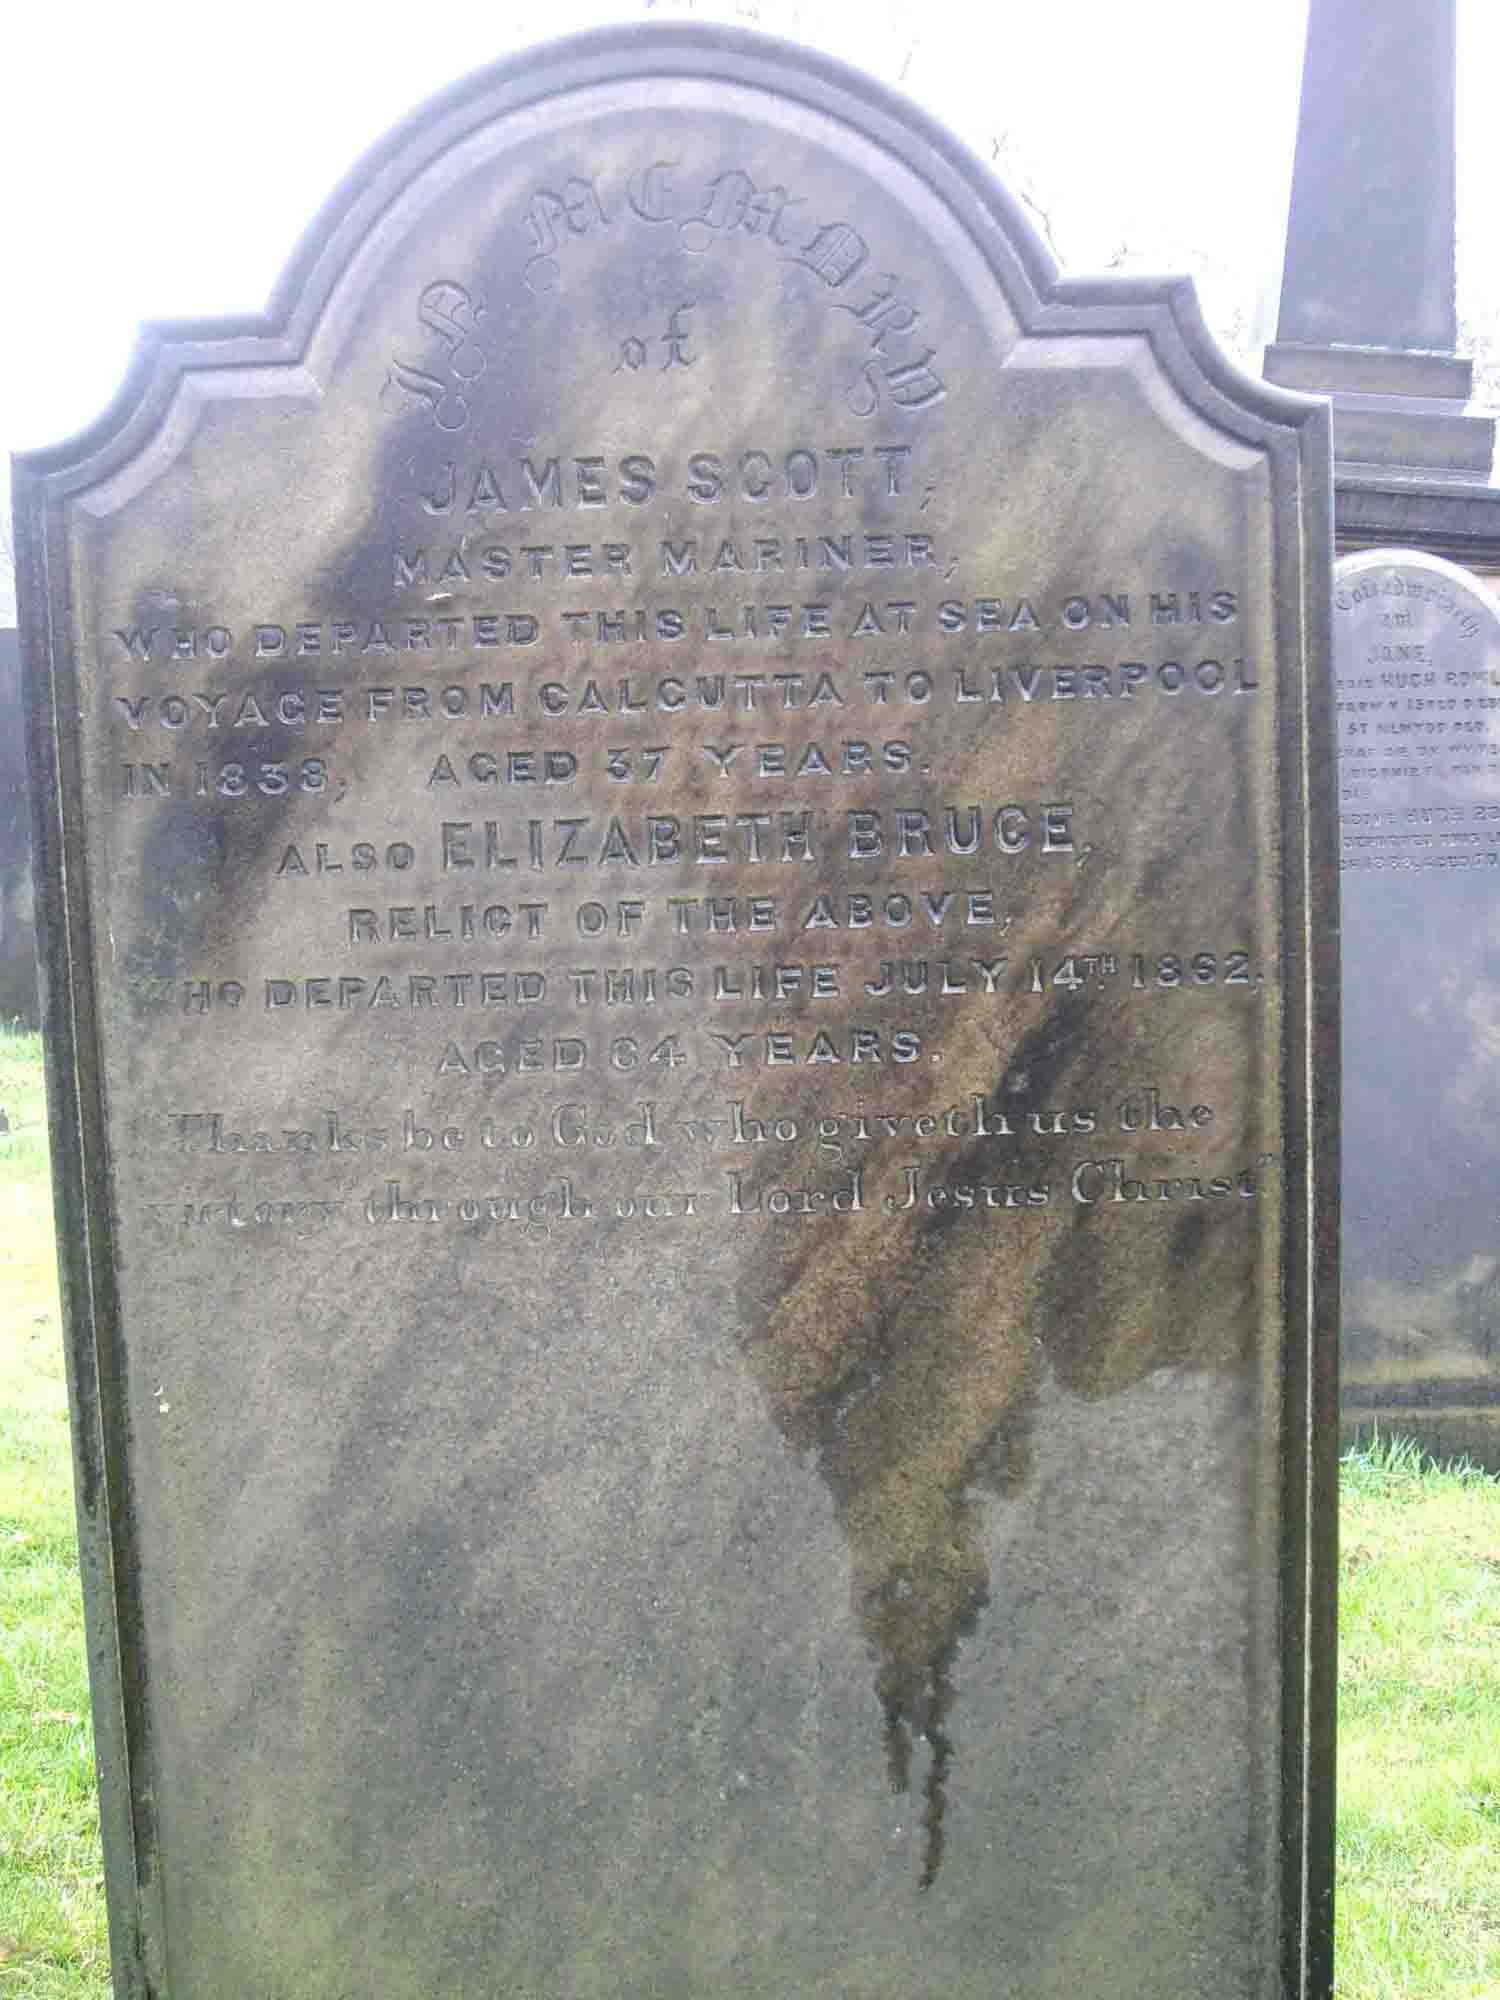 In MEMORY
of
JAMES SCOTT,
MASTER MARINER,
WHO DEPARTED THIS LIFE AT SEA ON HIS
VOYAGE FROM CALCUTTA TO LIVERPOOL
IN 1838, AGED 37 YEARS.
ALSO ELIZABETH BRUCE,
RELICT OF THE ABOVE,
WHO DEPARTED THIS LIFE JULY 14TH 1862,
AGED 64 YEARS.
Thanks be to God who giveth us the
victory through our Lord Jesus Christ"
JANE,
HUGH